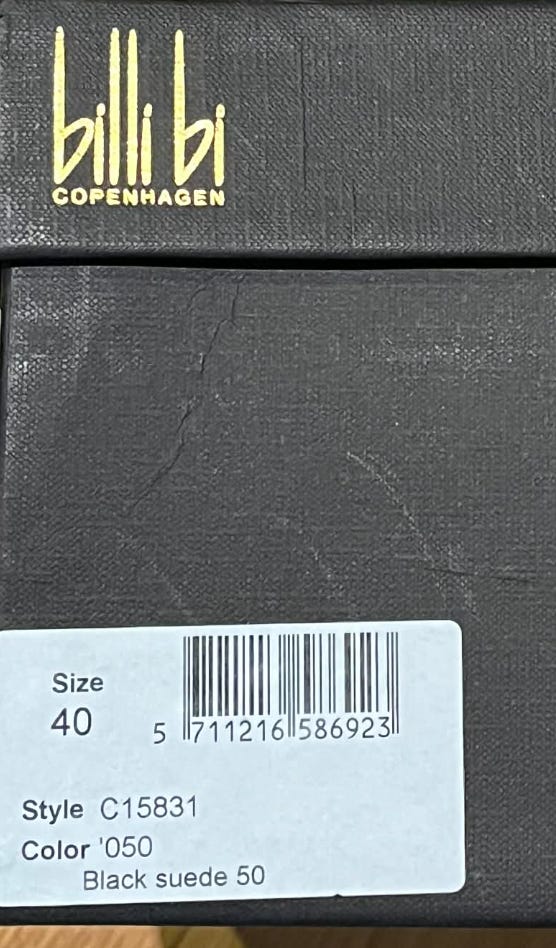 billi bi
COPENHAGEN
Size
40
5 711216 586923
Style C15831
Color '050
Black suede 50